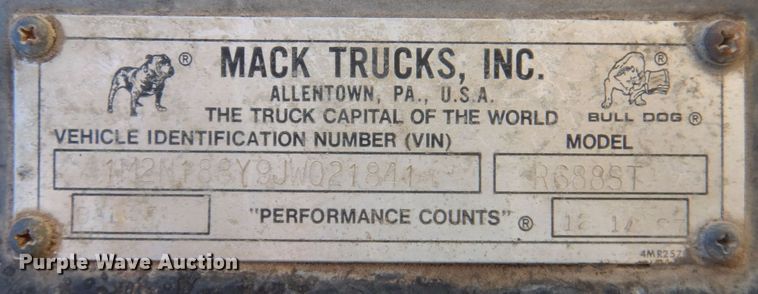 MACK TRUCKS, INC.
ALLENTOWN, PA., U.S.A.
THE TRUCK CAPITAL OF THE WORLD
BULL DOG®
VEHICLE IDENTIFICATION NUMBER (VIN)
MODEL
R688ST
"PERFORMANCE COUNTS"®
Purple Wave Auction